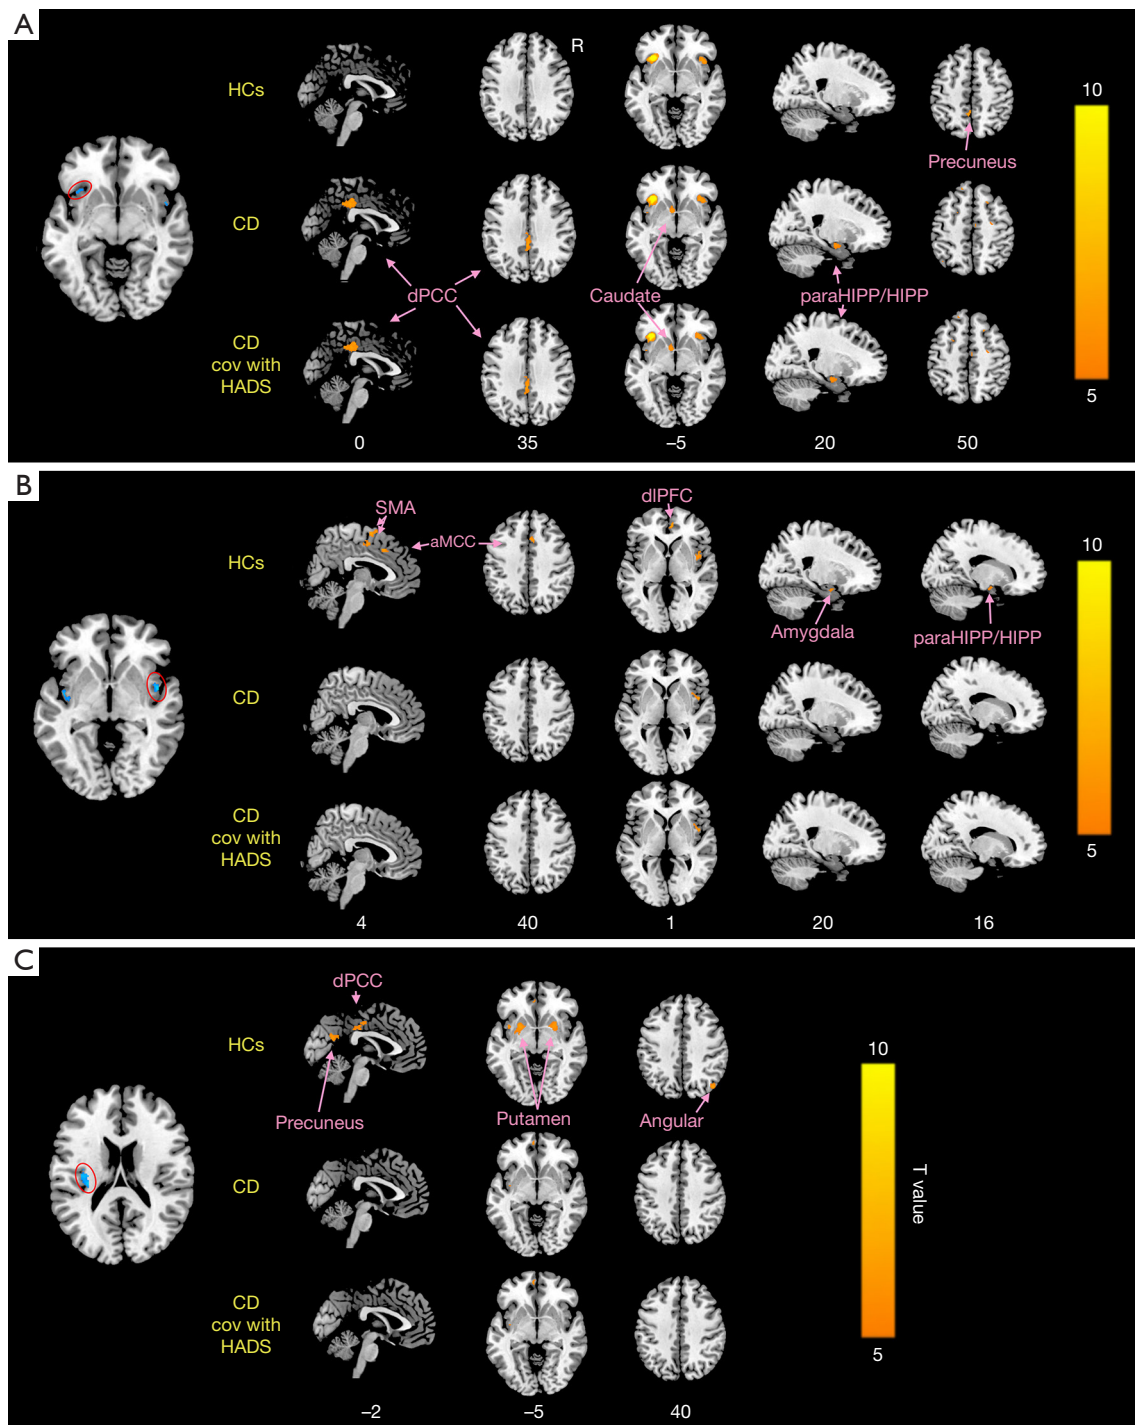 A
R
HCs
10
Precuneus
CD
dPCC
Caudate
paraHIPP/HIPP
CD
cov with
HADS
5
0
35
–5
20
50
B
dlPFC
SMA
aMCC
10
HCs
Amygdala
paraHIPP/HIPP
CD
CD
cov with
HADS
5
4
40
1
20
16
C
dPCC
HCs
10
Precuneus
Putamen
Angular
CD
T value
CD
cov with
HADS
5
–2
–5
40